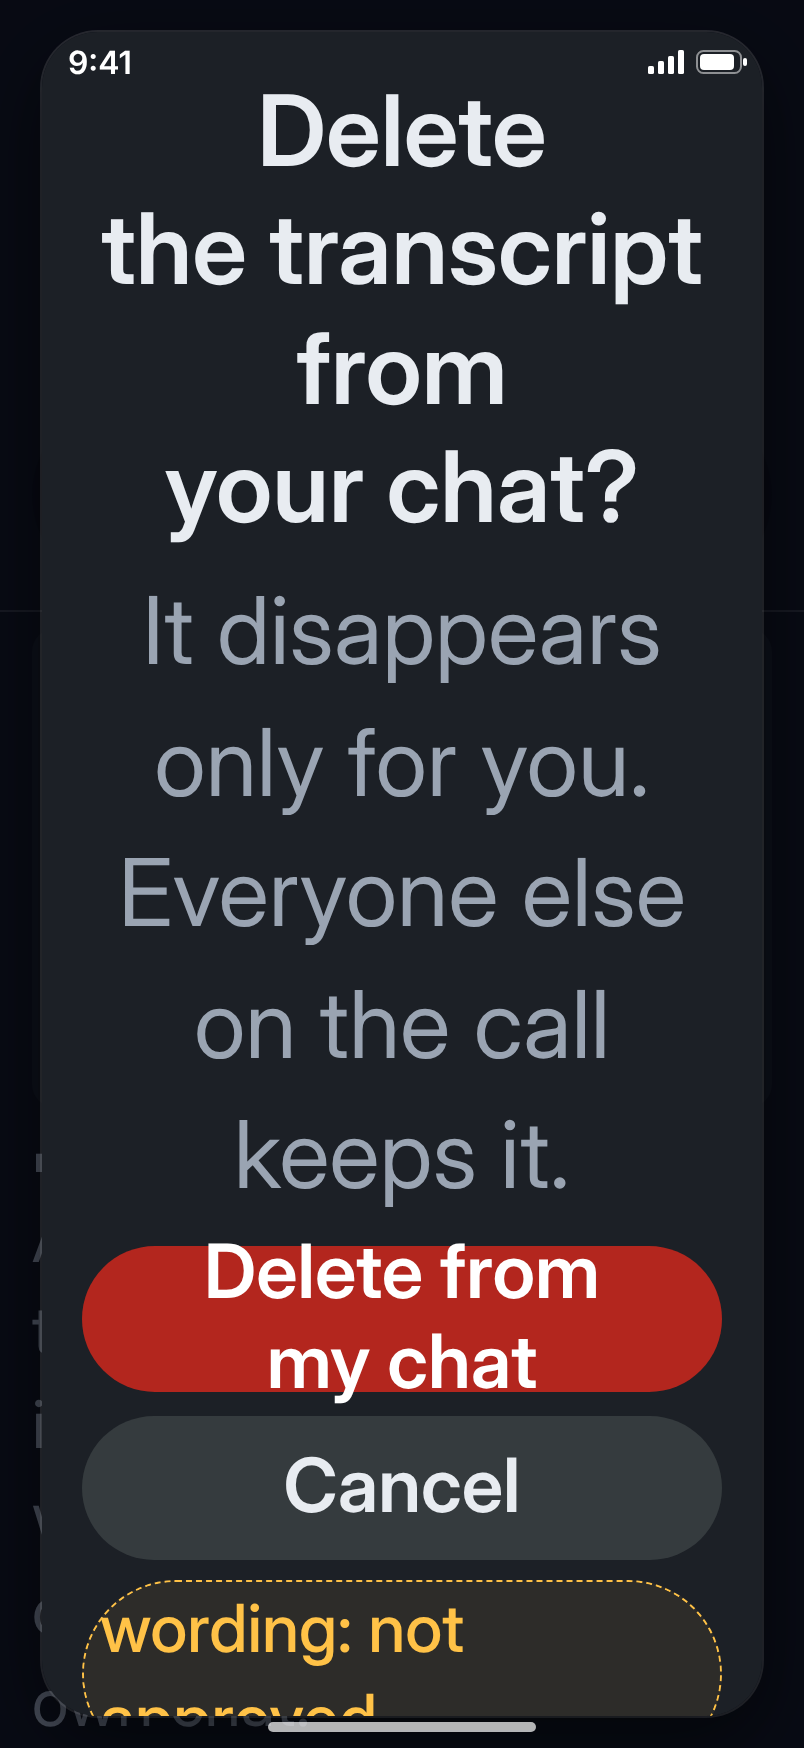 9:41
Delete
the transcript
from
your chat?
It disappears
only for you.
Everyone else
on the call
keeps it.
Delete from
my chat
Cancel
wording: not
approved